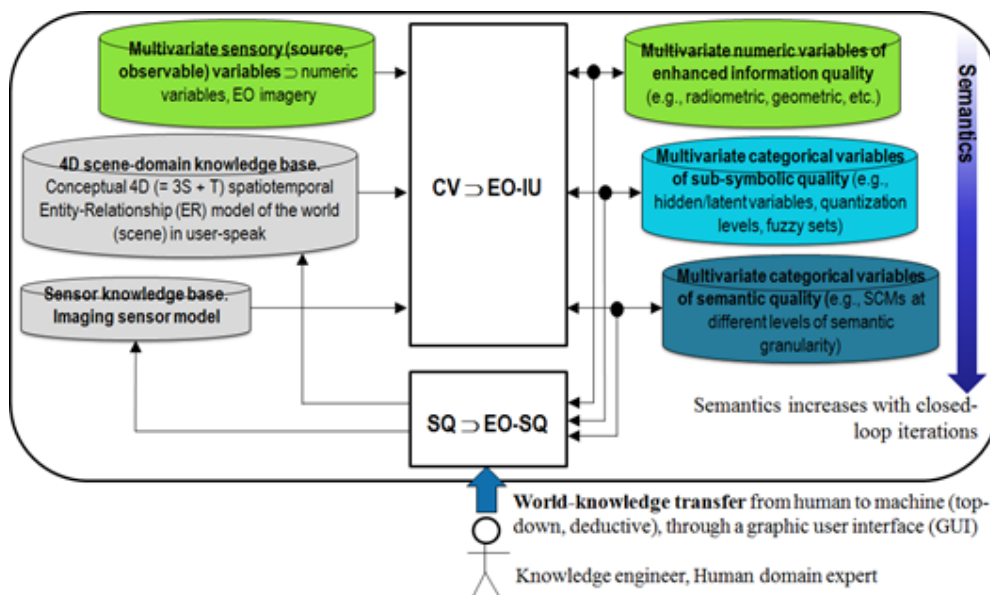 Multivariate sensory (source,
observable) variables ⊃ numeric
variables, EO imagery
4D scene-domain knowledge base.
Conceptual 4D (= 3S + T) spatiotemporal
Entity-Relationship (ER) model of the world
(scene) in user-speak
Sensor knowledge base.
Imaging sensor model
CV ⊃ EO-IU
SQ ⊃ EO-SQ
Multivariate numeric variables of
enhanced information quality
(e.g., radiometric, geometric, etc.)
Multivariate categorical variables
of sub-symbolic quality (e.g.,
hidden/latent variables,
quantization levels, fuzzy sets)
Multivariate categorical variables
of semantic quality (e.g., SCMs at
different levels of semantic
granularity)
Semantics
Semantics increases with closed-
loop iterations
World-knowledge transfer from human to machine (top-
down, deductive), through a graphic user interface (GUI)
Knowledge engineer, Human domain expert